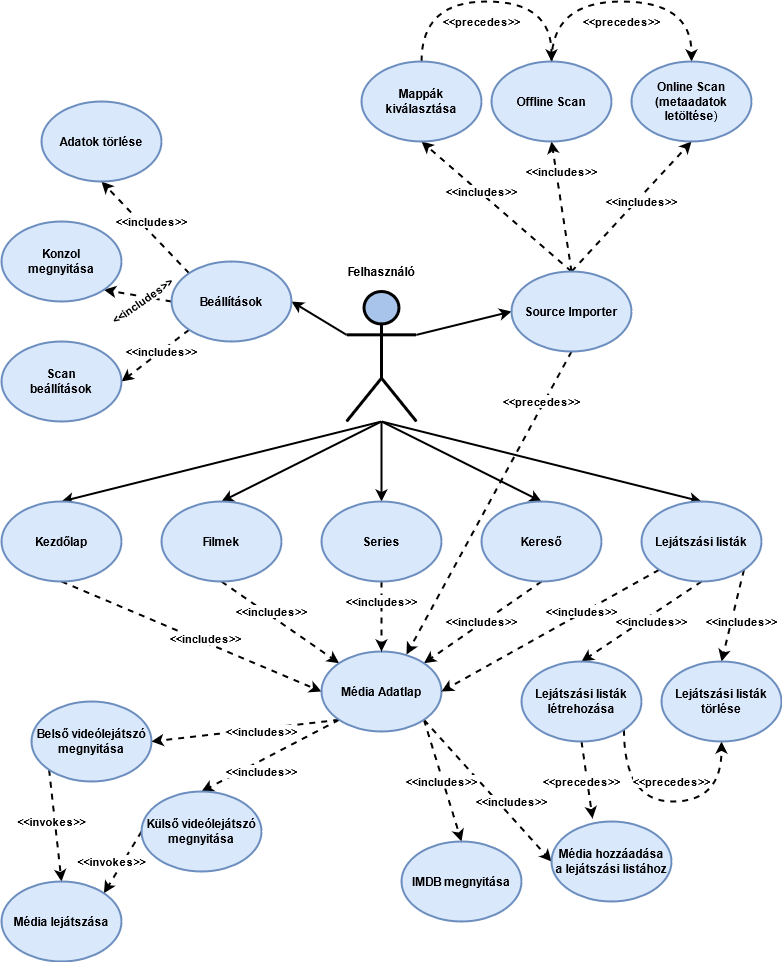 <<precedes>>
<<precedes>>
Mappák
kiválasztása
Offline Scan
Online Scan
(metaadatok
letöltése)
Adatok törlése
<<includes>>
<<includes>>
<<includes>>
<<includes>>
Konzol
megnyitása
<<includes>>
Beállítások
Felhasználó
Source Importer
<<includes>>
Scan
beállítások
<<precedes>>
Kezdőlap
Filmek
Series
Kereső
Lejátszási listák
<<includes>>
<<includes>>
<<includes>>
<<includes>>
<<includes>>
<<includes>>
<<includes>>
<<includes>>
Média Adatlap
Lejátszási listák
létrehozása
Lejátszási listák
törlése
Belső videólejátszó
megnyitása
<<includes>>
<<includes>>
<<includes>>
<<precedes>>
<<precedes>>
<<includes>>
<<invokes>>
Külső videólejátszó
megnyitása
<<invokes>>
Média hozzáadása
a lejátszási listához
IMDB megnyitása
Média lejátszása